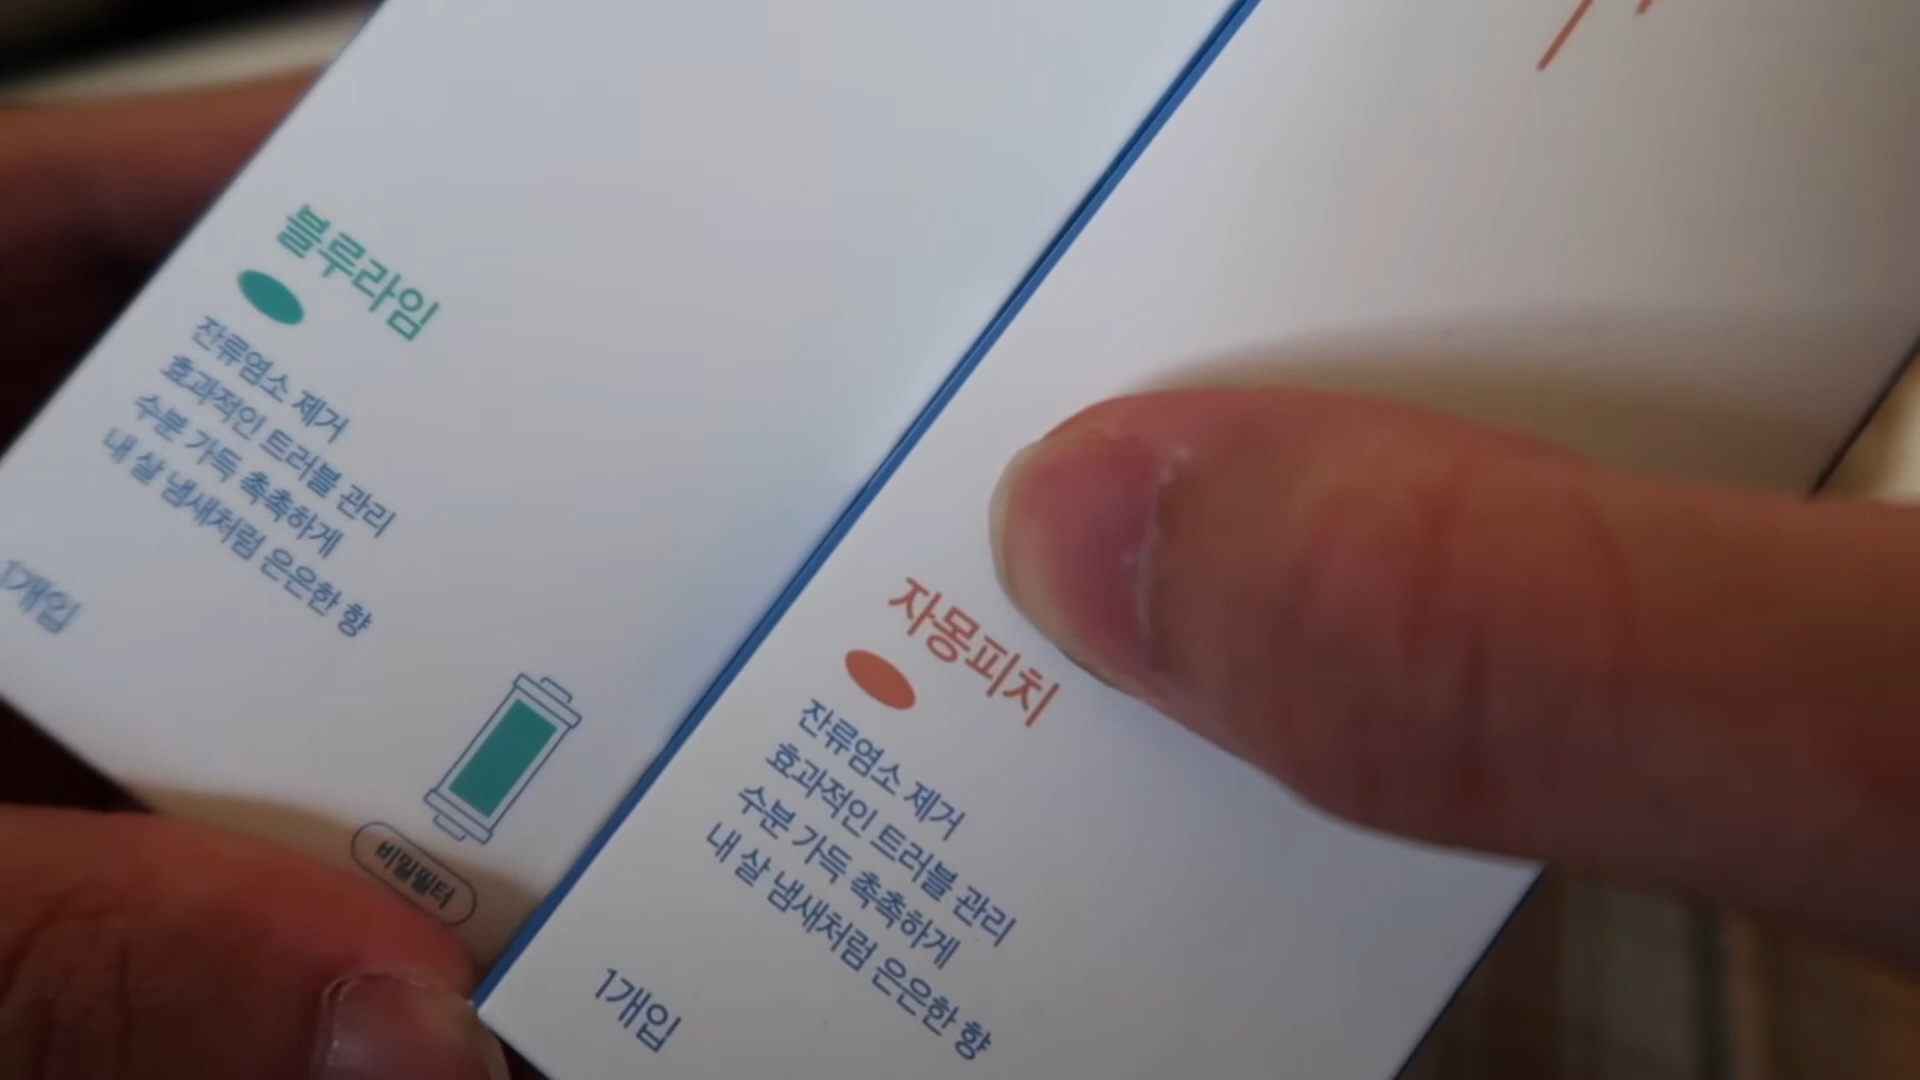 블루라임
잔류염소 제거
효과적인 트러블 관리
수분 가득 촉촉하게
내 살 냄새처럼 은은한 향
1개입
비밀필터
자몽피치
잔류염소 제거
효과적인 트러블 관리
수분 가득 촉촉하게
내 살 냄새처럼 은은한 향
1개입